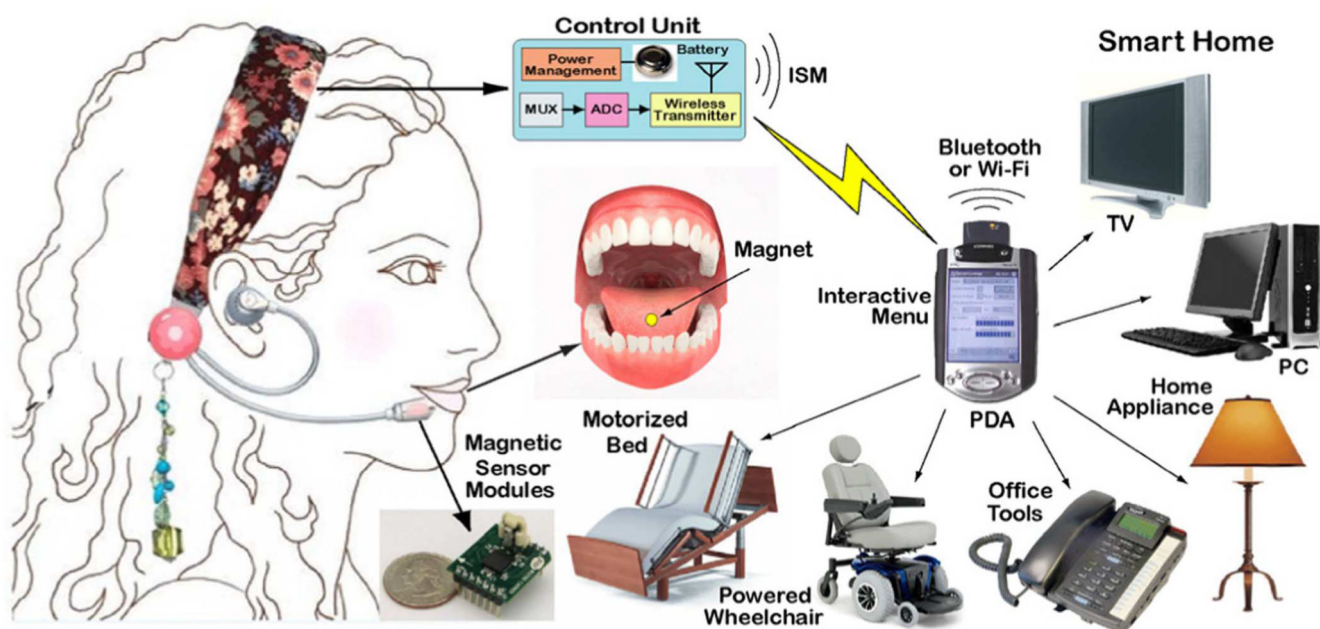 Control Unit
Power
Management
Battery
MUX
ADC
Wireless
Transmitter
ISM
Smart Home
Bluetooth
or Wi-Fi
TV
Magnet
Interactive
Menu
PC
PDA
Home
Appliance
Motorized
Bed
Magnetic
Sensor
Modules
Office
Tools
Powered
Wheelchair